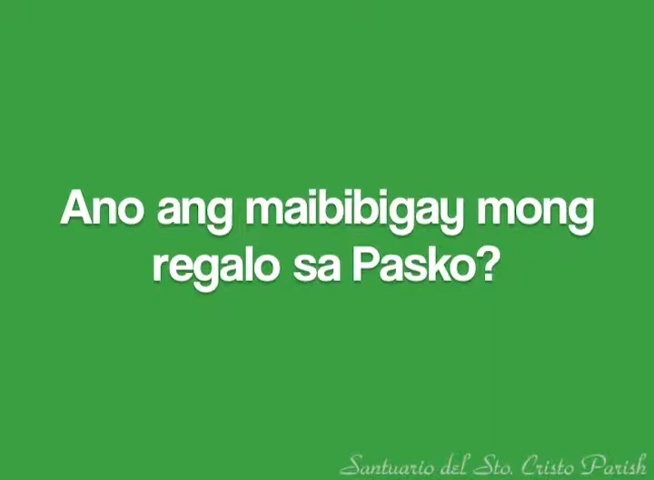 Ano ang maibibigay mong
regalo sa Pasko?
Santuario del Sto. Cristo Parish